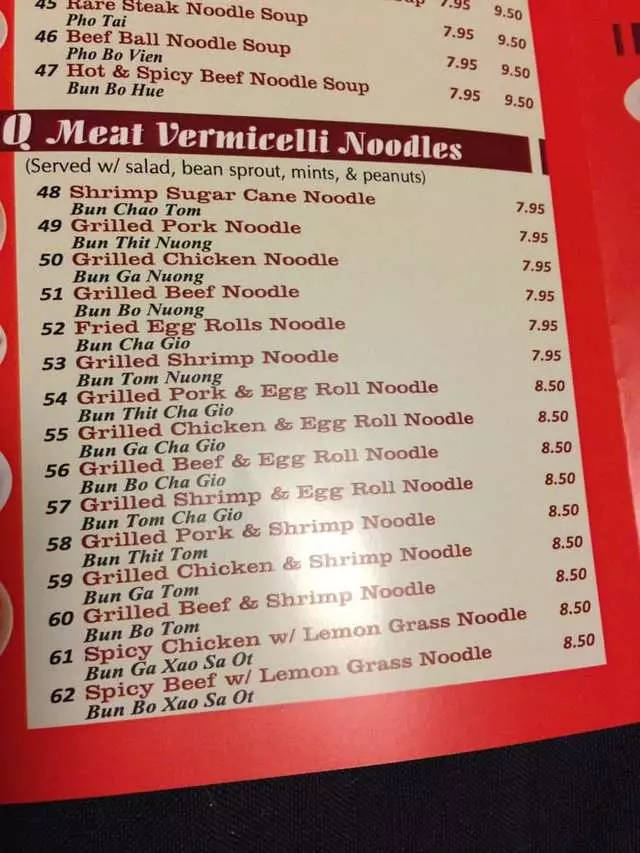 45 Rare Steak Noodle Soup 7.95 9.50
Pho Tai
46 Beef Ball Noodle Soup 7.95 9.50
Pho Bo Vien
47 Hot & Spicy Beef Noodle Soup 7.95 9.50
Bun Bo Hue 7.95 9.50
Q Meat Vermicelli Noodles
(Served w/ salad, bean sprout, mints, & peanuts)
48 Shrimp Sugar Cane Noodle 7.95
Bun Chao Tom
49 Grilled Pork Noodle 7.95
Bun Thit Nuong
50 Grilled Chicken Noodle 7.95
Bun Ga Nuong
51 Grilled Beef Noodle 7.95
Bun Bo Nuong
52 Fried Egg Rolls Noodle 7.95
Bun Cha Gio
53 Grilled Shrimp Noodle 7.95
Bun Tom Nuong
54 Grilled Pork & Egg Roll Noodle 8.50
Bun Thit Cha Gio
55 Grilled Chicken & Egg Roll Noodle 8.50
Bun Ga Cha Gio
56 Grilled Beef & Egg Roll Noodle 8.50
Bun Bo Cha Gio
57 Grilled Shrimp & Egg Roll Noodle 8.50
Bun Tom Cha Gio
58 Grilled Pork & Shrimp Noodle 8.50
Bun Thit Tom
59 Grilled Chicken & Shrimp Noodle 8.50
Bun Ga Tom
60 Grilled Beef & Shrimp Noodle 8.50
Bun Bo Tom
61 Spicy Chicken w/ Lemon Grass Noodle 8.50
Bun Ga Xao Sa Ot
62 Spicy Beef w/ Lemon Grass Noodle 8.50
Bun Bo Xao Sa Ot